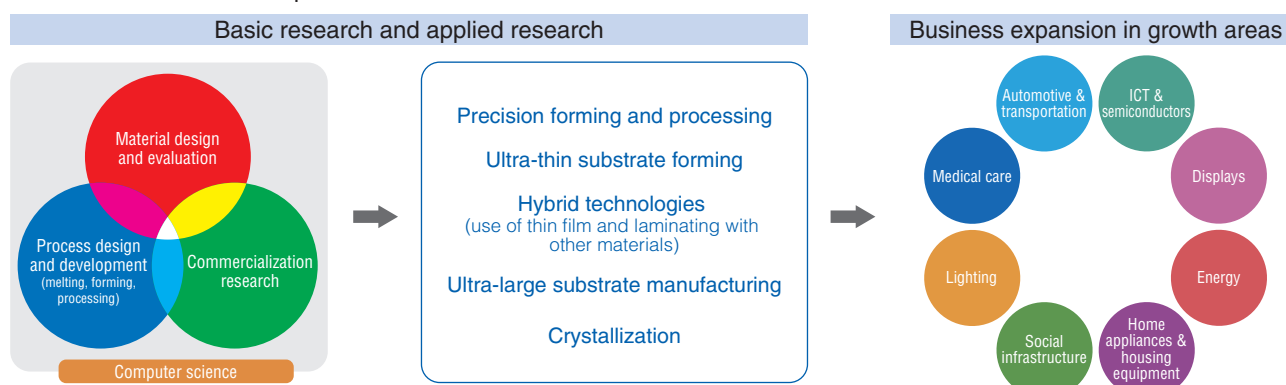 Basic research and applied research
Business expansion in growth areas
Material design
and evaluation
Process design
and development
(melting, forming,
processing)
Commercialization
research
Computer science
Precision forming and processing
Ultra-thin substrate forming
Hybrid technologies
(use of thin film and laminating with
other materials)
Ultra-large substrate manufacturing
Crystallization
Automotive &
transportation
ICT &
semiconductors
Medical care
Displays
Lighting
Energy
Social
infrastructure
Home
appliances &
housing
equipment